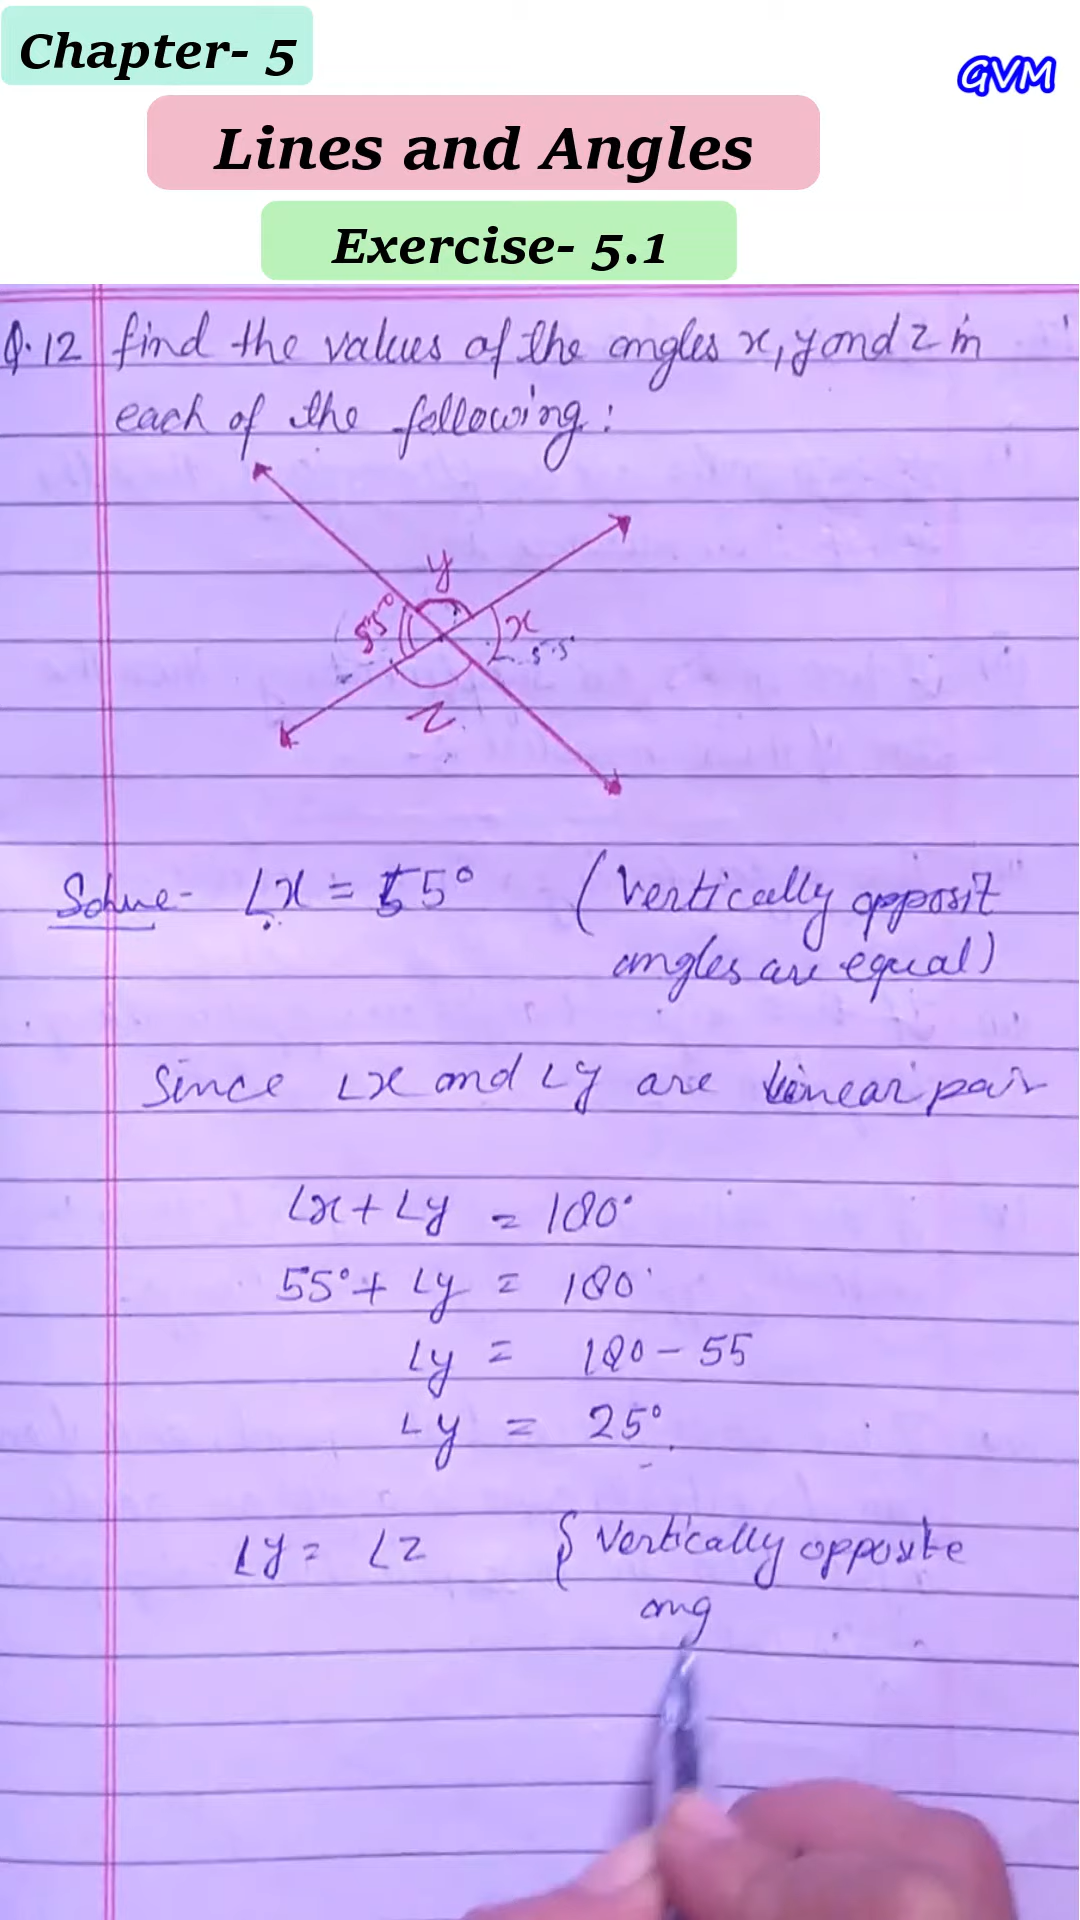 Chapter- 5
GVM
Lines and Angles
Exercise- 5.1
Q.12 find the values of the angles x, y and z in
each of the following:
y
55° x
55°
z
Solve- ∠x = 55° (Vertically opposit
angles are equal)
Since ∠x and ∠y are linear pair
∠x + ∠y = 180°
55° + ∠y = 180°
∠y = 180 - 55
∠y = 25°
∠y = ∠z { Vertically opposite
ang